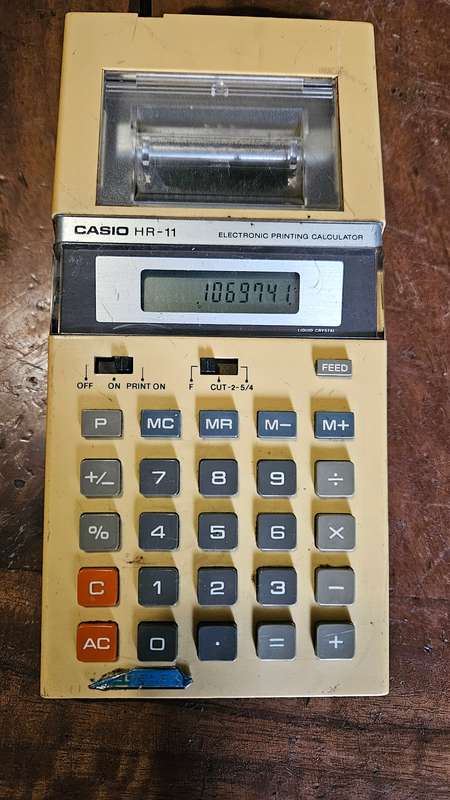 CASIO HR-11 ELECTRONIC PRINTING CALCULATOR
1069741
LIQUID CRYSTAL
OFF ON PRINT ON F CUT-2-5/4 FEED
P MC MR M− M+
+/− 7 8 9 ÷
% 4 5 6 ×
C 1 2 3 −
AC 0 . = +